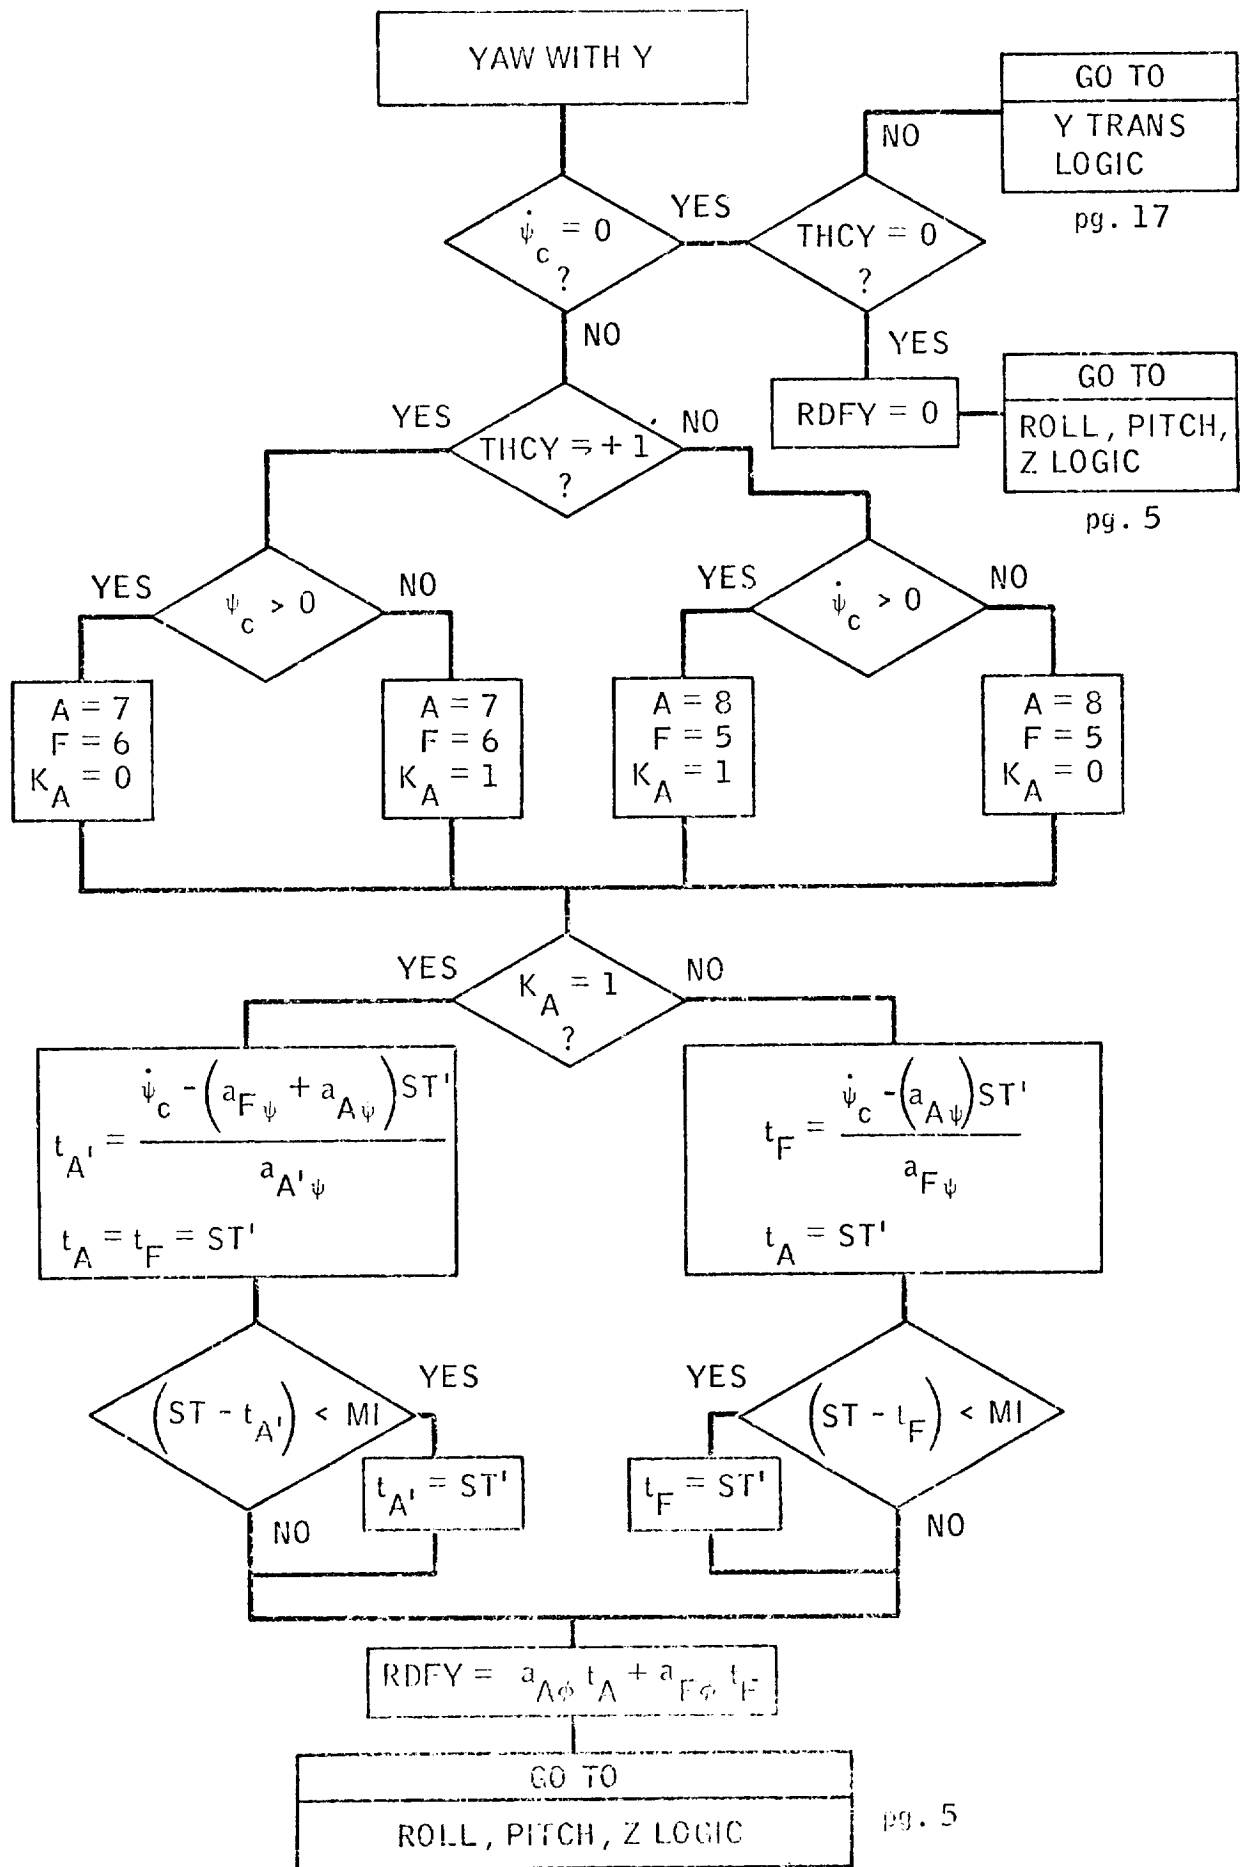 YAW WITH Y
GO TO
Y TRANS
LOGIC
pg. 17
NO
YES
ψ̇c = 0
?
THCY = 0
?
NO
YES
RDFY = 0
GO TO
ROLL, PITCH,
Z LOGIC
pg. 5
YES
THCY = +1
?
NO
YES
ψc > 0
NO
YES
ψ̇c > 0
NO
A = 7
F = 6
KA = 0
A = 7
F = 6
KA = 1
A = 8
F = 5
KA = 1
A = 8
F = 5
KA = 0
YES
KA = 1
?
NO
tA' = (ψ̇c - (aFψ + aAψ)ST') / aA'ψ
tA = tF = ST'
tF = (ψ̇c - (aAψ)ST') / aFψ
tA = ST'
(ST - tA') < MI
YES
tA' = ST'
NO
YES
(ST - tF) < MI
tF = ST'
NO
RDFY = aAφ tA + aFφ tF
GO TO
ROLL, PITCH, Z LOGIC
pg. 5